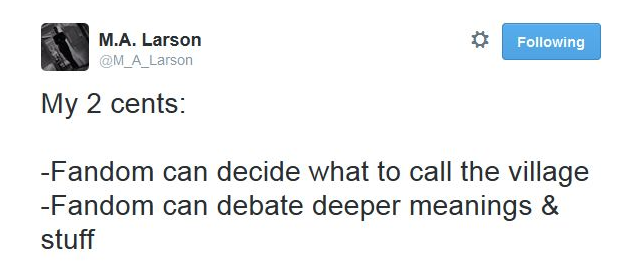 M.A. Larson
@M_A_Larson
Following
My 2 cents:
-Fandom can decide what to call the village
-Fandom can debate deeper meanings &
stuff